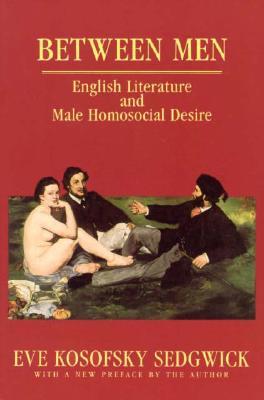 BETWEEN MEN
English Literature
and
Male Homosocial Desire
EVE KOSOFSKY SEDGWICK
WITH A NEW PREFACE BY THE AUTHOR